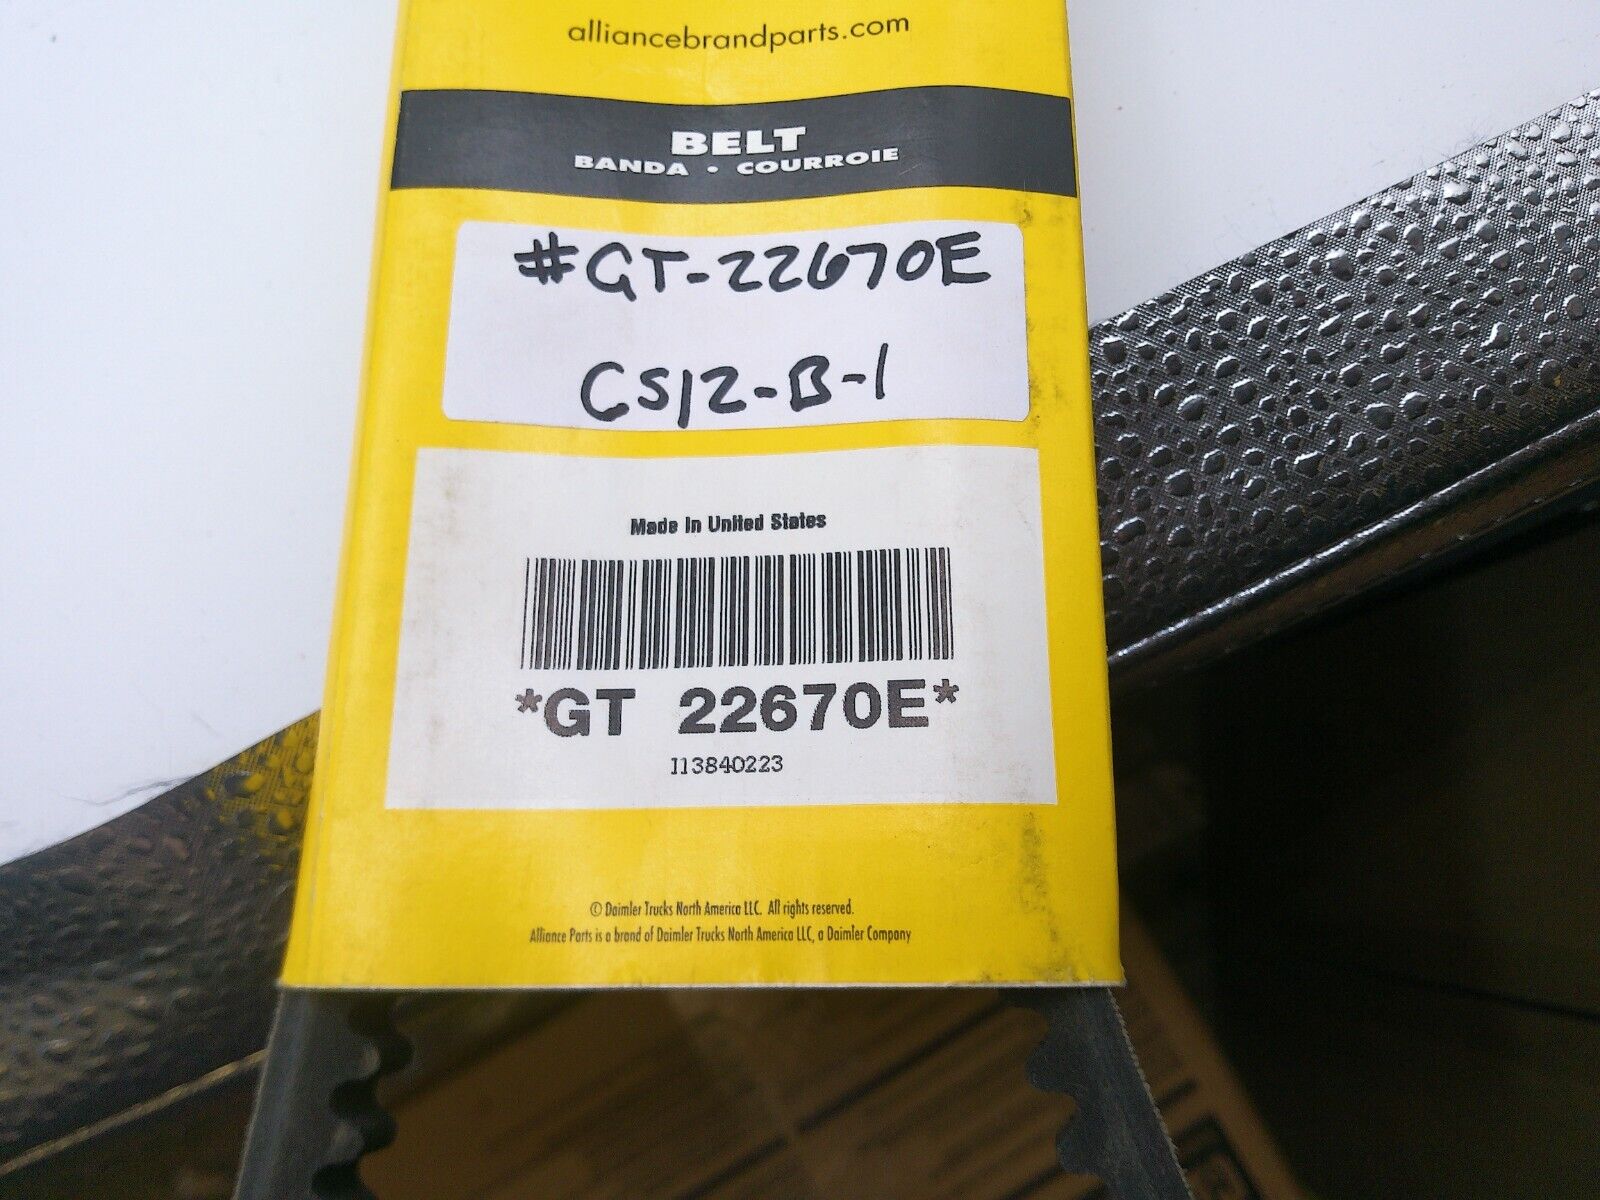 alliancebrandparts.com
BELT
BANDA • COURROIE
#GT-22670E
CS12-B-1
Made In United States
*GT 22670E*
113840223
© Daimler Trucks North America LLC. All rights reserved.
Alliance Parts is a brand of Daimler Trucks North America LLC, a Daimler Company